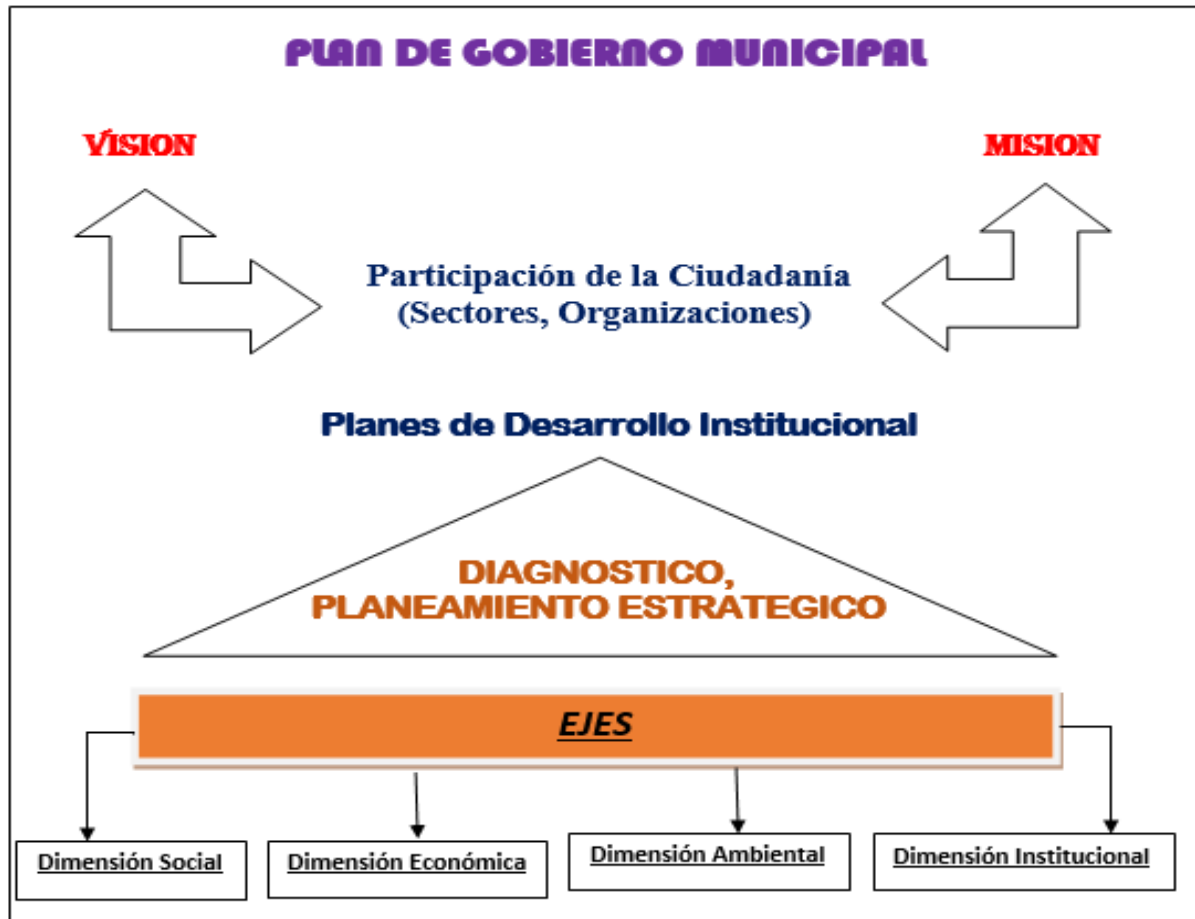 PLAN DE GOBIERNO MUNICIPAL
VISION
MISION
Participación de la Ciudadanía
(Sectores, Organizaciones)
Planes de Desarrollo Institucional
DIAGNOSTICO,
PLANEAMIENTO ESTRATEGICO
EJES
Dimensión Social
Dimensión Económica
Dimensión Ambiental
Dimensión Institucional